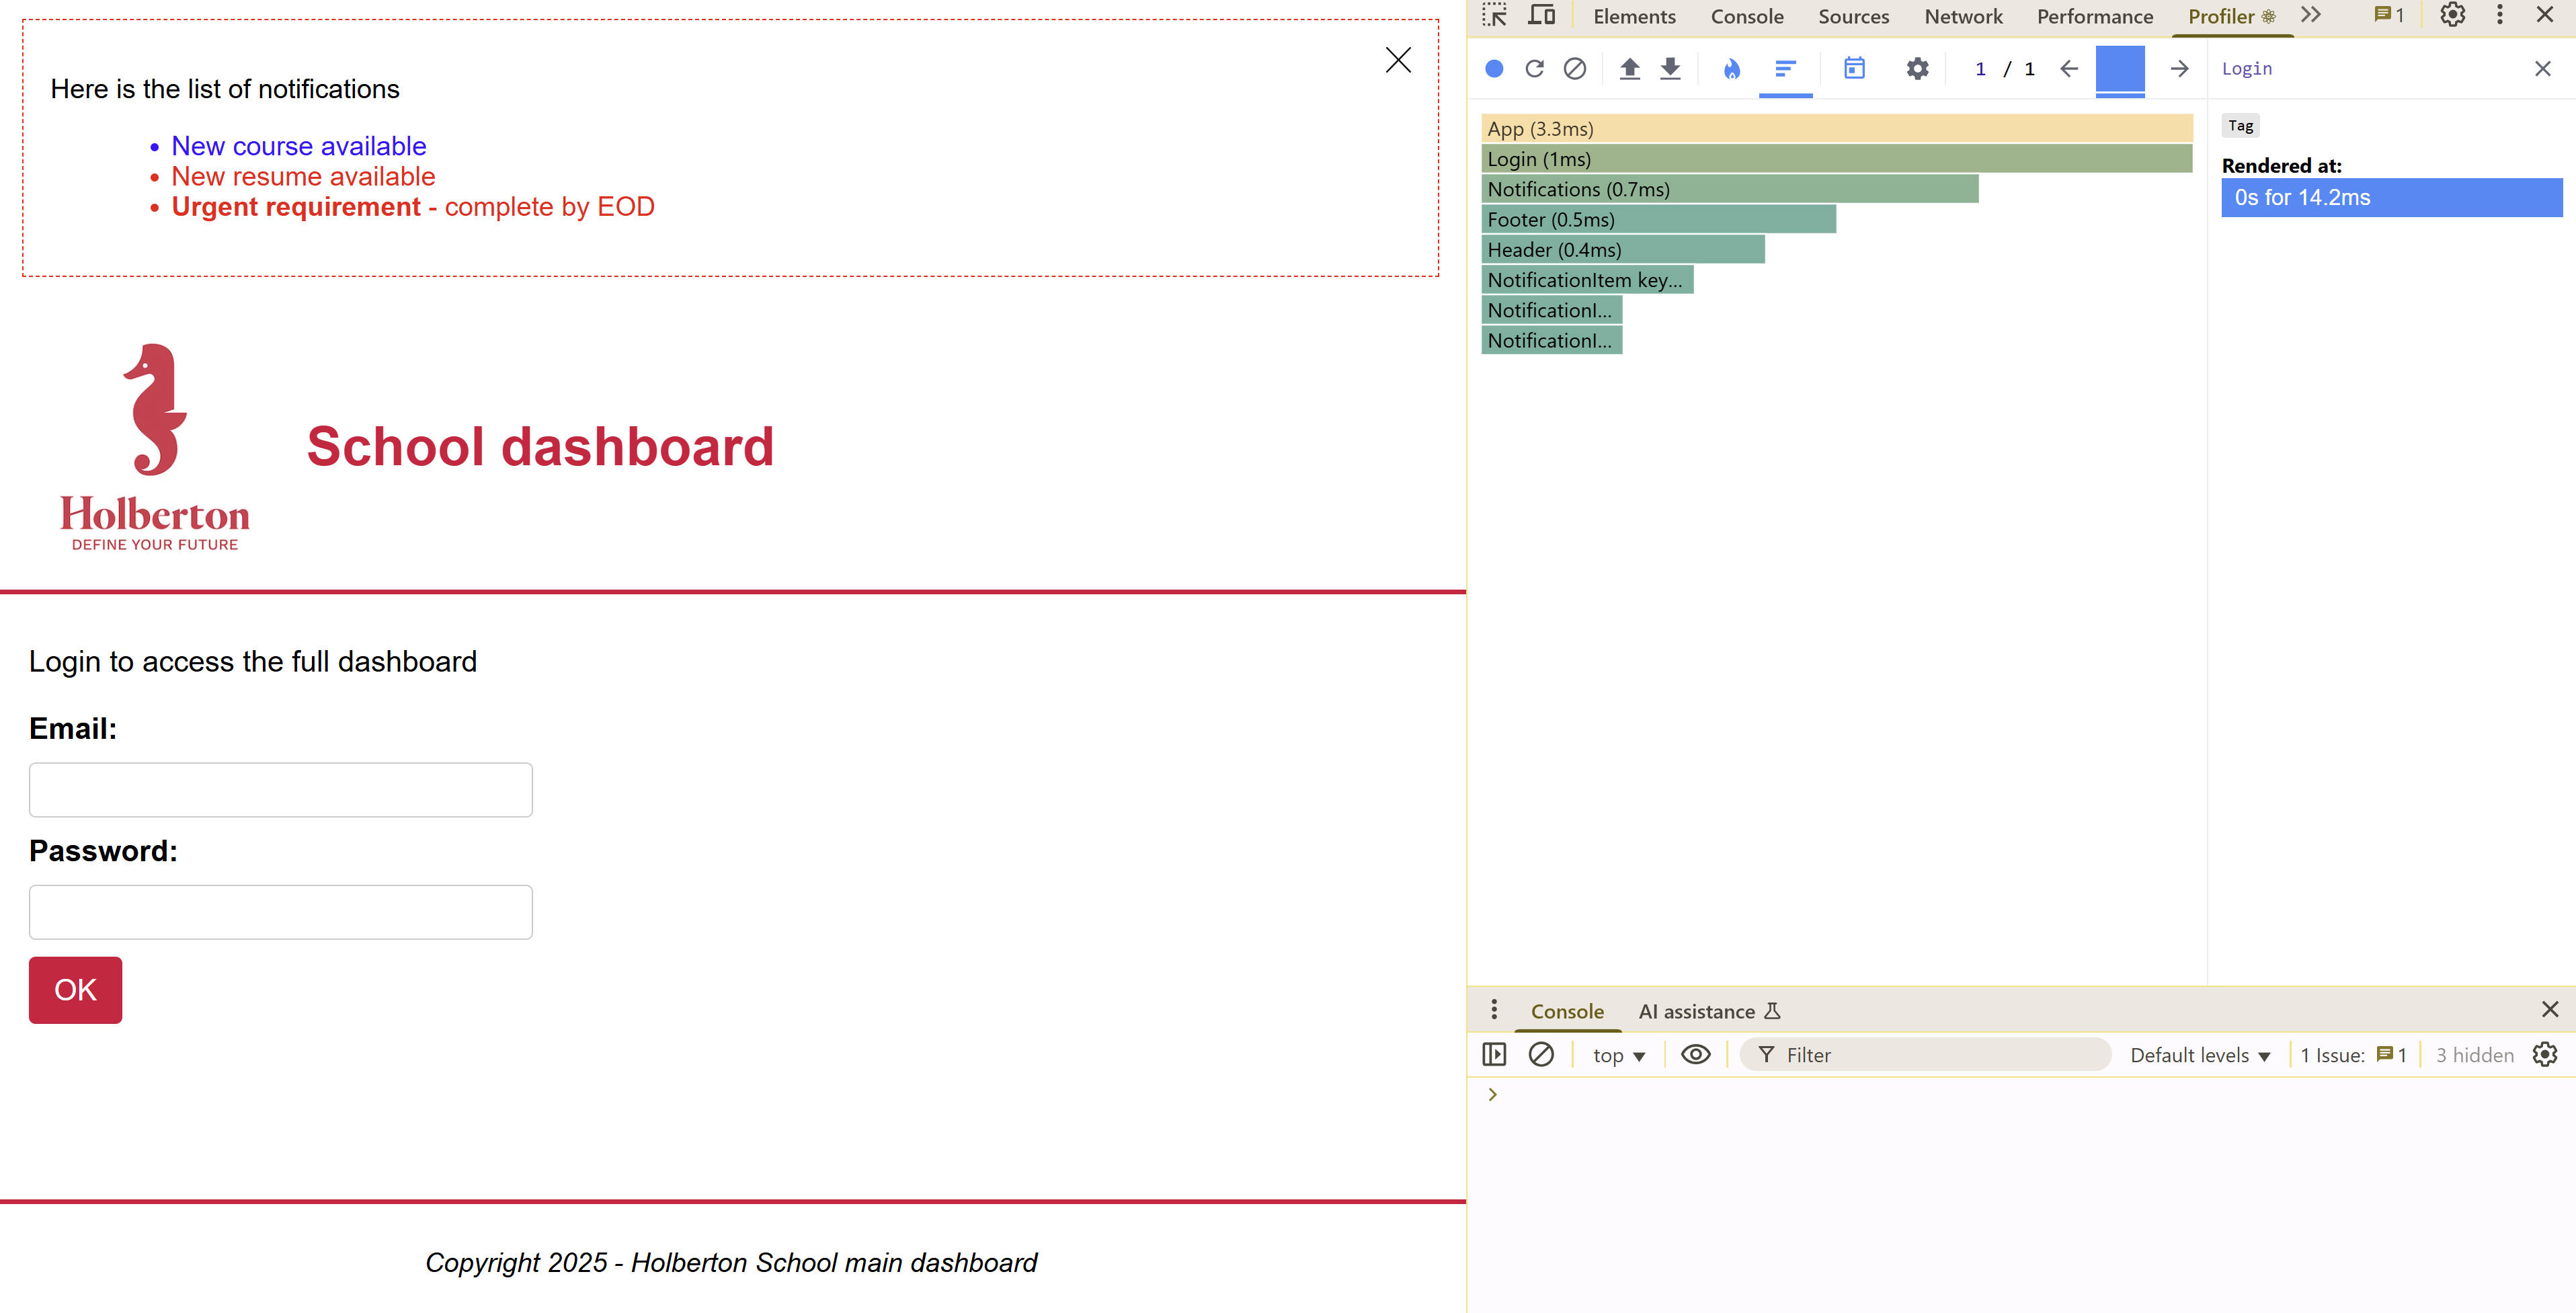 Here is the list of notifications
New course available
New resume available
Urgent requirement - complete by EOD
Holberton
DEFINE YOUR FUTURE
School dashboard
Login to access the full dashboard
Email:
Password:
OK
Copyright 2025 - Holberton School main dashboard
Elements Console Sources Network Performance Profiler 1
1 / 1
Login
App (3.3ms)
Login (1ms)
Notifications (0.7ms)
Footer (0.5ms)
Header (0.4ms)
NotificationItem key...
NotificationI...
NotificationI...
Tag
Rendered at:
0s for 14.2ms
Console AI assistance
top Filter Default levels 1 Issue: 1 3 hidden